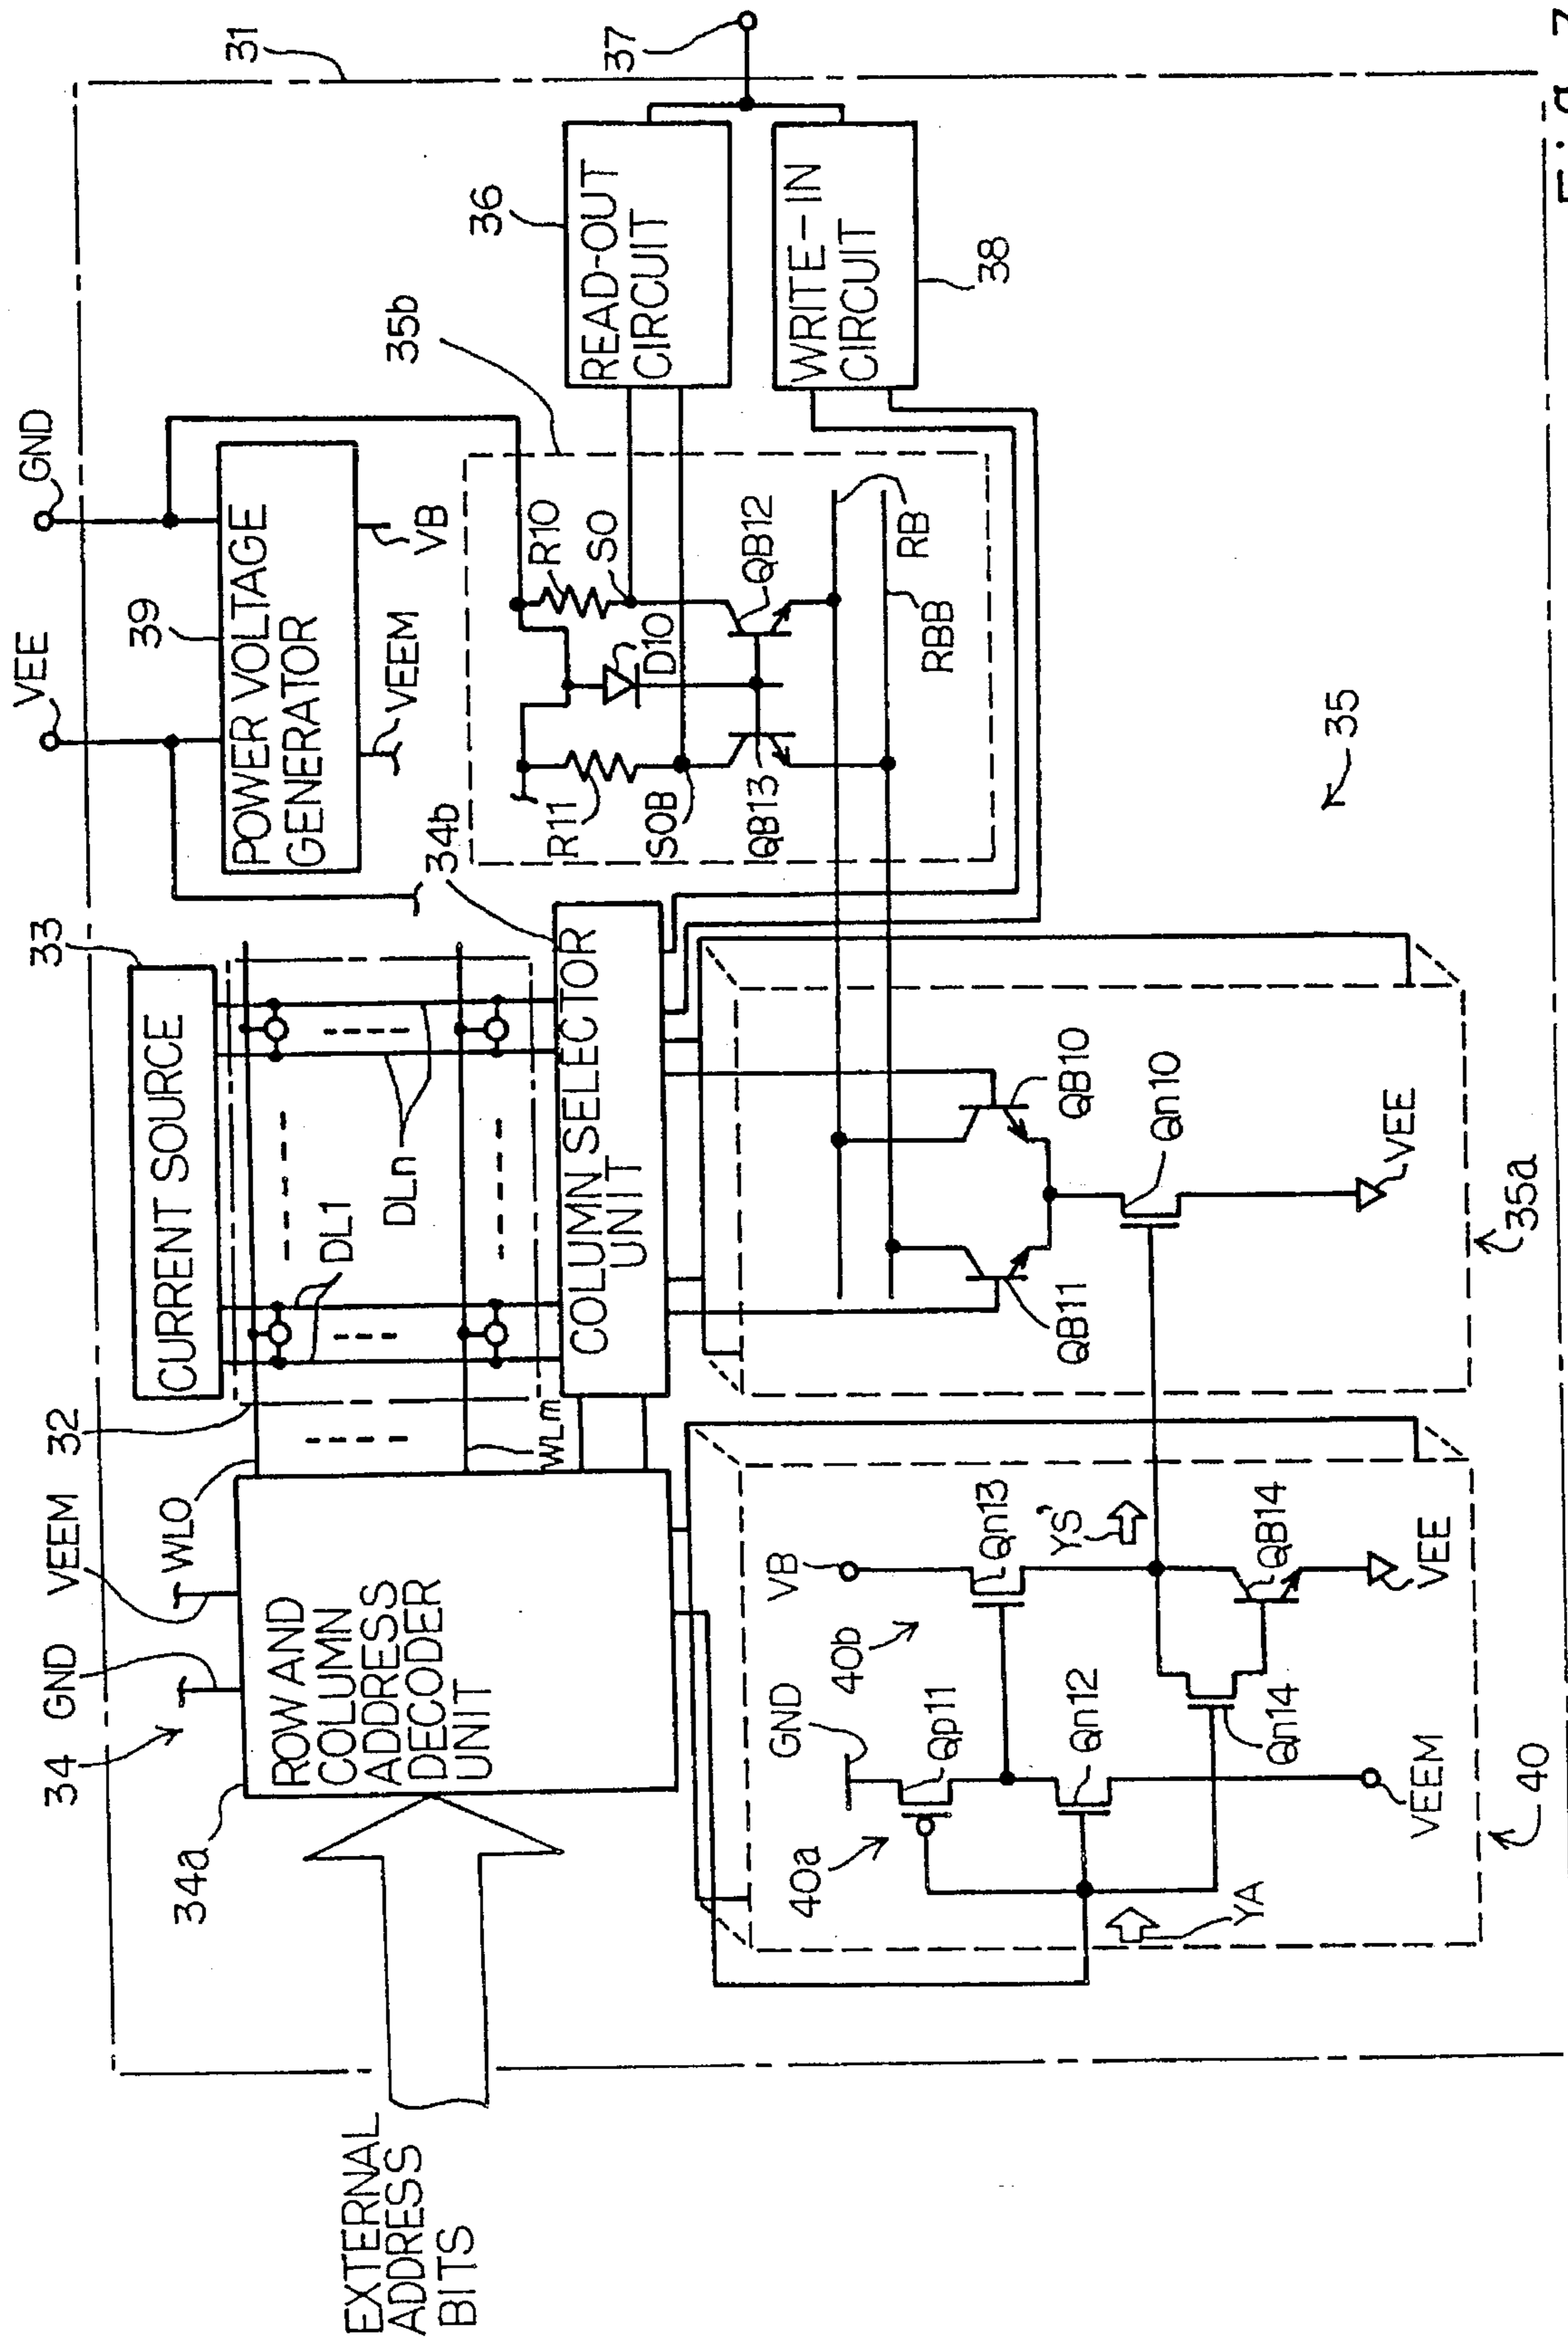 31
VEE
GND
37
39
POWER VOLTAGE
GENERATOR
VEEM
VB
36
READ-OUT
CIRCUIT
WRITE-IN
CIRCUIT
38
35b
R10
SO
D10
QB12
R11
SOB
QB13
RB
RBB
33
CURRENT SOURCE
32
DL1
DLn
34b
COLUMN SELECTOR
UNIT
34
GND
VEEM
WL0
WLm
34a
ROW AND
COLUMN
ADDRESS
DECODER
UNIT
EXTERNAL
ADDRESS
BITS
35
QB10
QB11
Qn10
VEE
35a
VB
40b
Qn13
YS'
GND
Qp11
40a
Qn12
QB14
Qn14
VEE
VEEM
YA
40